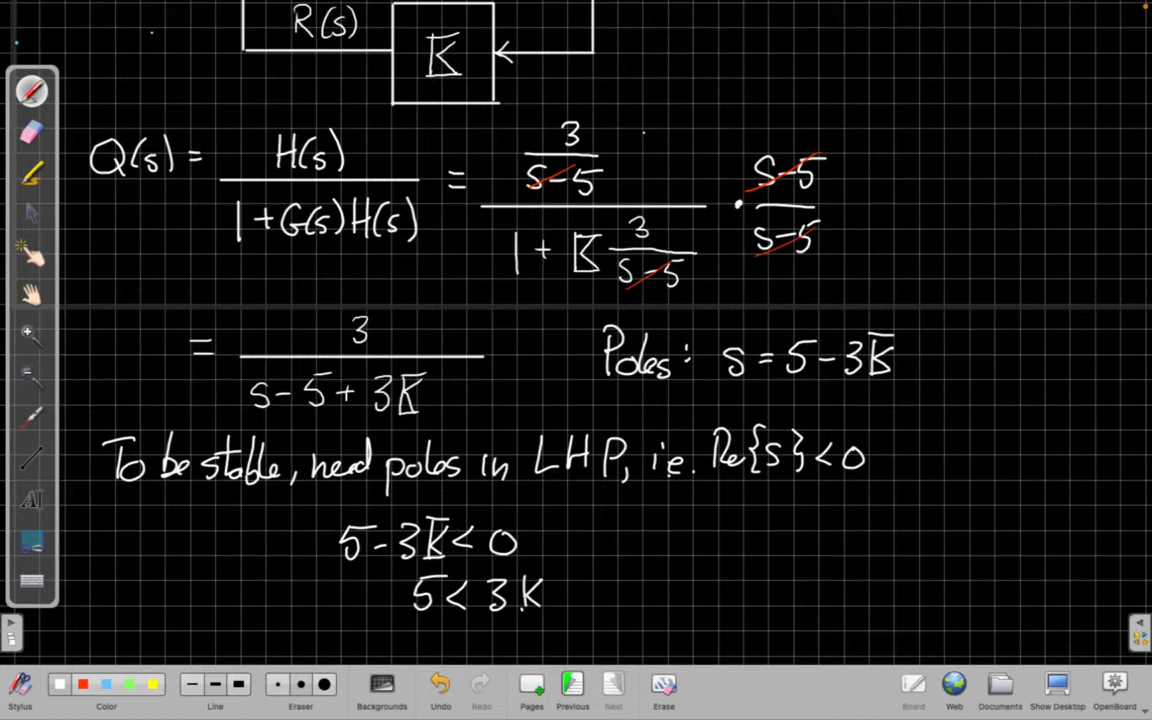 R(s)
K
Q(s) = H(s) / (1 + G(s)H(s)) = (3 / (s-5)) / (1 + K 3 / (s-5)) · (s-5) / (s-5)
= 3 / (s - 5 + 3K)
Poles: s = 5 - 3K
To be stable, need poles in LHP, i.e. Re{s} < 0
5 - 3K < 0
5 < 3K
Stylus
Color
Line
Eraser
Backgrounds
Undo
Redo
Pages
Previous
Next
Erase
Board
Web
Documents
Show Desktop
OpenBoard